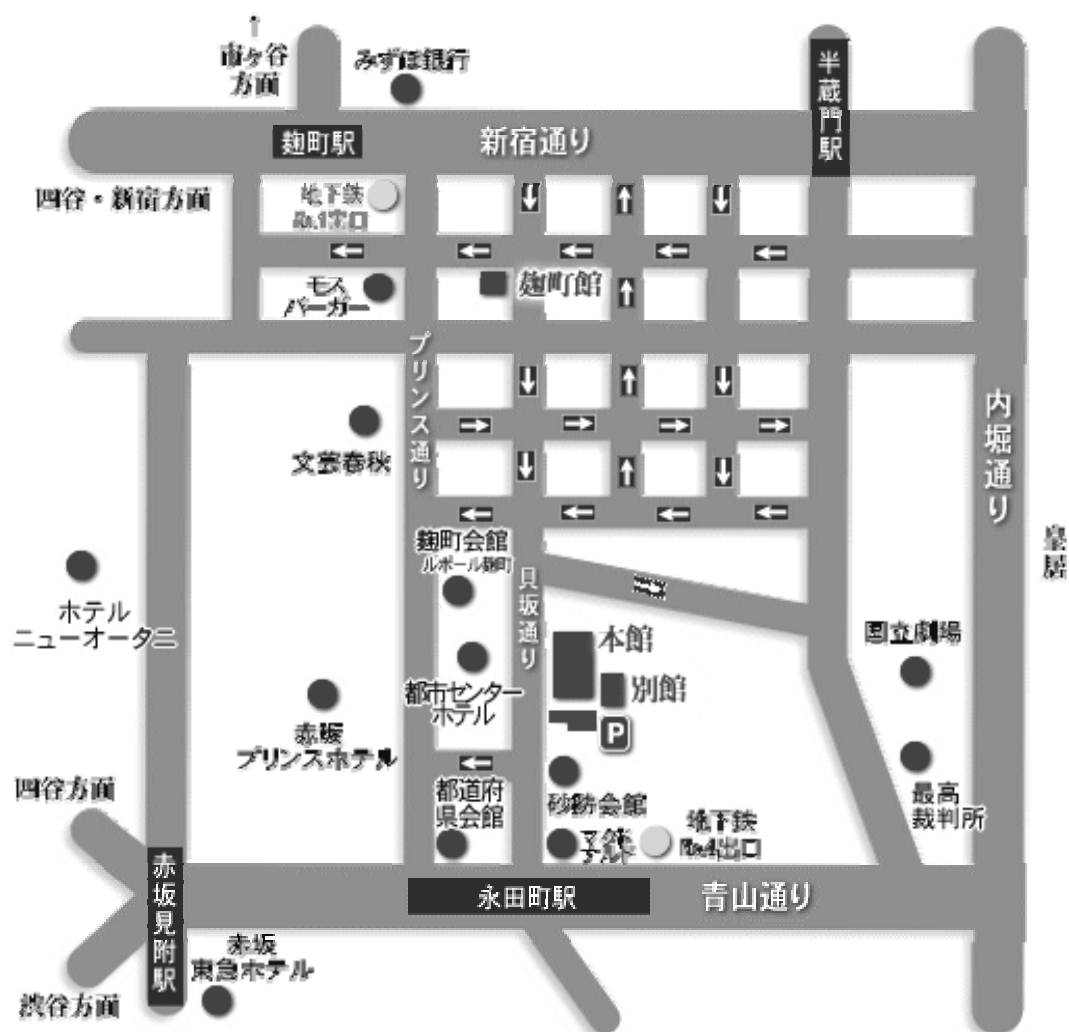 ↑
市ヶ谷
方面
みずほ銀行
半蔵門駅
麹町駅
新宿通り
四谷・新宿方面
地下鉄
No.1出口
モス
バーガー
麹町館
プリンス通り
内堀通り
文芸春秋
皇居
麹町会館
ルポール麹町
貝坂通り
ホテル
ニューオータニ
本館
国立劇場
別館
都市センター
ホテル
赤坂
プリンスホテル
P
四谷方面
都道府
県会館
砂防会館
最高
裁判所
マクド
ナルド
地下鉄
No.4出口
赤坂見附駅
永田町駅
青山通り
赤坂
東急ホテル
渋谷方面